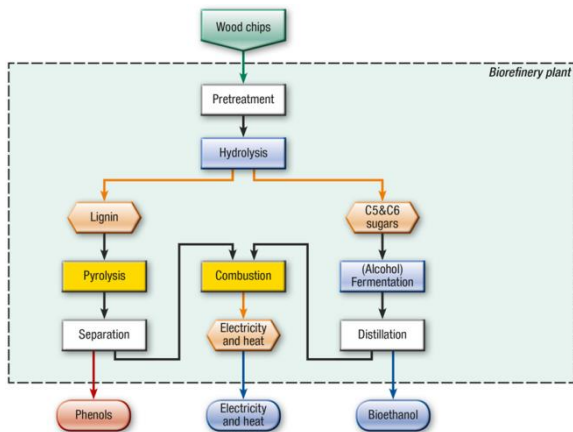 Wood chips
Biorefinery plant
Pretreatment
Hydrolysis
Lignin
C5&C6
sugars
Pyrolysis
Combustion
(Alcohol)
Fermentation
Separation
Electricity
and heat
Distillation
Phenols
Electricity
and heat
Bioethanol